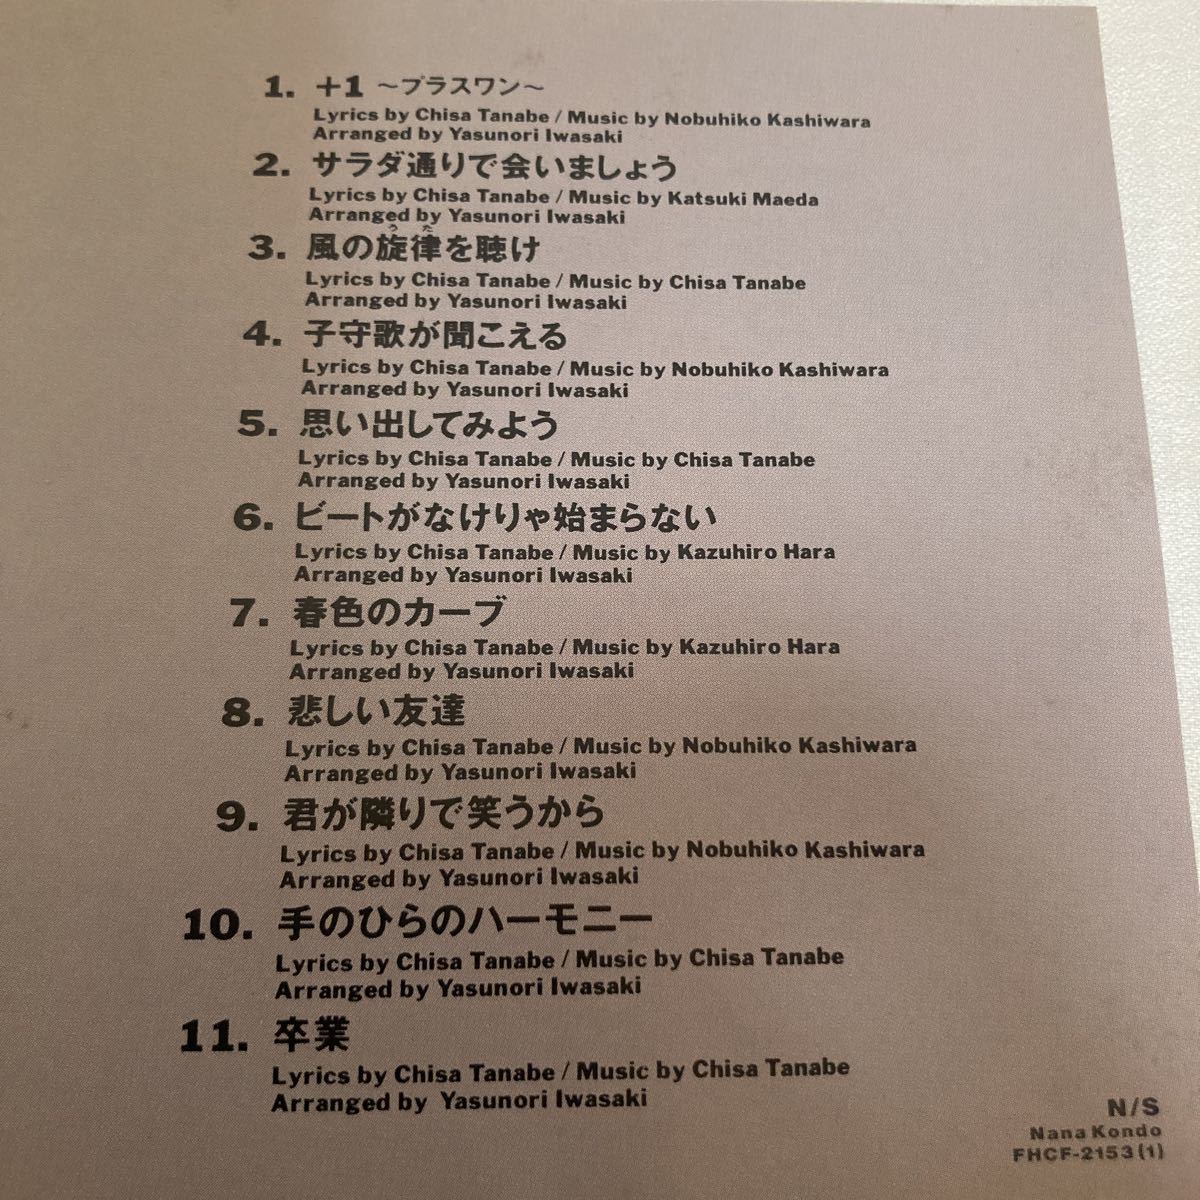 1. +1 〜プラスワン〜
Lyrics by Chisa Tanabe / Music by Nobuhiko Kashiwara
Arranged by Yasunori Iwasaki
2. サラダ通りで会いましょう
Lyrics by Chisa Tanabe / Music by Katsuki Maeda
Arranged by Yasunori Iwasaki
うた
3. 風の旋律を聴け
Lyrics by Chisa Tanabe / Music by Chisa Tanabe
Arranged by Yasunori Iwasaki
4. 子守歌が聞こえる
Lyrics by Chisa Tanabe / Music by Nobuhiko Kashiwara
Arranged by Yasunori Iwasaki
5. 思い出してみよう
Lyrics by Chisa Tanabe / Music by Chisa Tanabe
Arranged by Yasunori Iwasaki
6. ビートがなけりゃ始まらない
Lyrics by Chisa Tanabe / Music by Kazuhiro Hara
Arranged by Yasunori Iwasaki
7. 春色のカーブ
Lyrics by Chisa Tanabe / Music by Kazuhiro Hara
Arranged by Yasunori Iwasaki
8. 悲しい友達
Lyrics by Chisa Tanabe / Music by Nobuhiko Kashiwara
Arranged by Yasunori Iwasaki
9. 君が隣りで笑うから
Lyrics by Chisa Tanabe / Music by Nobuhiko Kashiwara
Arranged by Yasunori Iwasaki
10. 手のひらのハーモニー
Lyrics by Chisa Tanabe / Music by Chisa Tanabe
Arranged by Yasunori Iwasaki
11. 卒業
Lyrics by Chisa Tanabe / Music by Chisa Tanabe
Arranged by Yasunori Iwasaki
N/S
Nana Kondo
FHCF-2153(1)